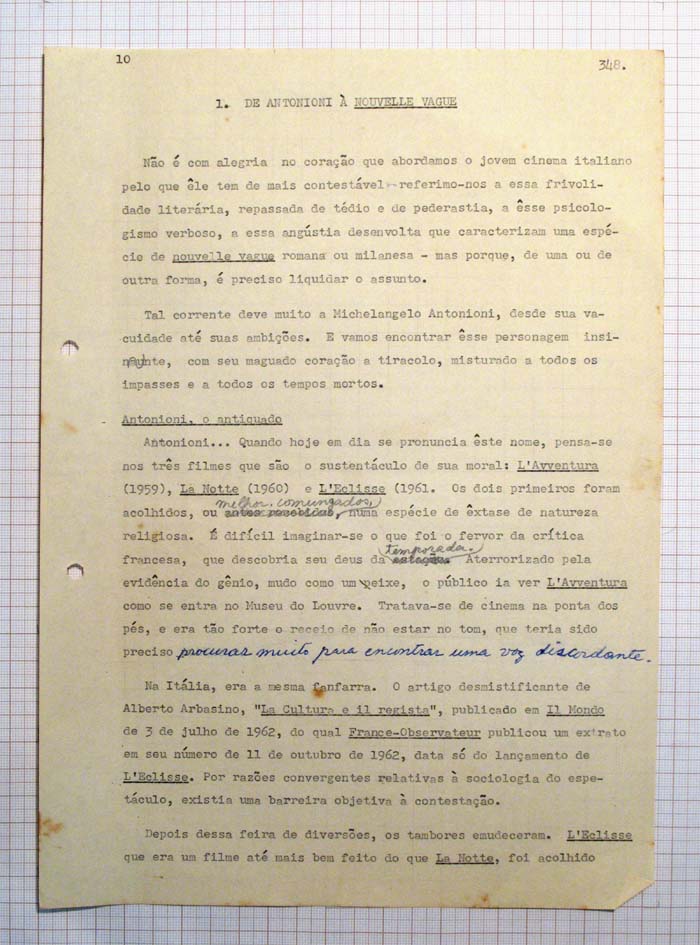 10
348.
1. DE ANTONIONI À NOUVELLE VAGUE
Não é com alegria no coração que abordamos o jovem cinema italiano
pelo que êle tem de mais contestável - referimo-nos a essa frivoli-
dade literária, repassada de tédio e de pederastia, a êsse psicolo-
gismo verboso, a essa angústia desenvolta que caracterizam uma espé-
cie de nouvelle vague romana ou milanesa - mas porque, de uma ou de
outra forma, é preciso liquidar o assunto.
Tal corrente deve muito a Michelangelo Antonioni, desde sua va-
cuidade até suas ambições. E vamos encontrar êsse personagem insi-
nuante, com seu maguado coração a tiracolo, misturado a todos os
impasses e a todos os tempos mortos.
Antonioni, o antiquado
Antonioni... Quando hoje em dia se pronuncia êste nome, pensa-se
nos três filmes que são o sustentáculo de sua moral: L'Avventura
(1959), La Notte (1960) e L'Eclisse (1961. Os dois primeiros foram
melhor, comungados,
acolhidos, ou numa espécie de êxtase de natureza
religiosa. É difícil imaginar-se o que foi o fervor da crítica
temporada.
francesa, que descobria seu deus da Aterrorizado pela
evidência do gênio, mudo como um peixe, o público ia ver L'Avventura
como se entra no Museu do Louvre. Tratava-se de cinema na ponta dos
pés, e era tão forte o receio de não estar no tom, que teria sido
preciso procurar muito para encontrar uma voz discordante.
Na Itália, era a mesma fanfarra. O artigo desmistificante de
Alberto Arbasino, "La Cultura e il regista", publicado em Il Mondo
de 3 de julho de 1962, do qual France-Observateur publicou um extrato
em seu número de 11 de outubro de 1962, data só do lançamento de
L'Eclisse. Por razões convergentes relativas à sociologia do espe-
táculo, existia uma barreira objetiva à contestação.
Depois dessa feira de diversões, os tambores emudeceram. L'Eclisse
que era um filme até mais bem feito do que La Notte, foi acolhido